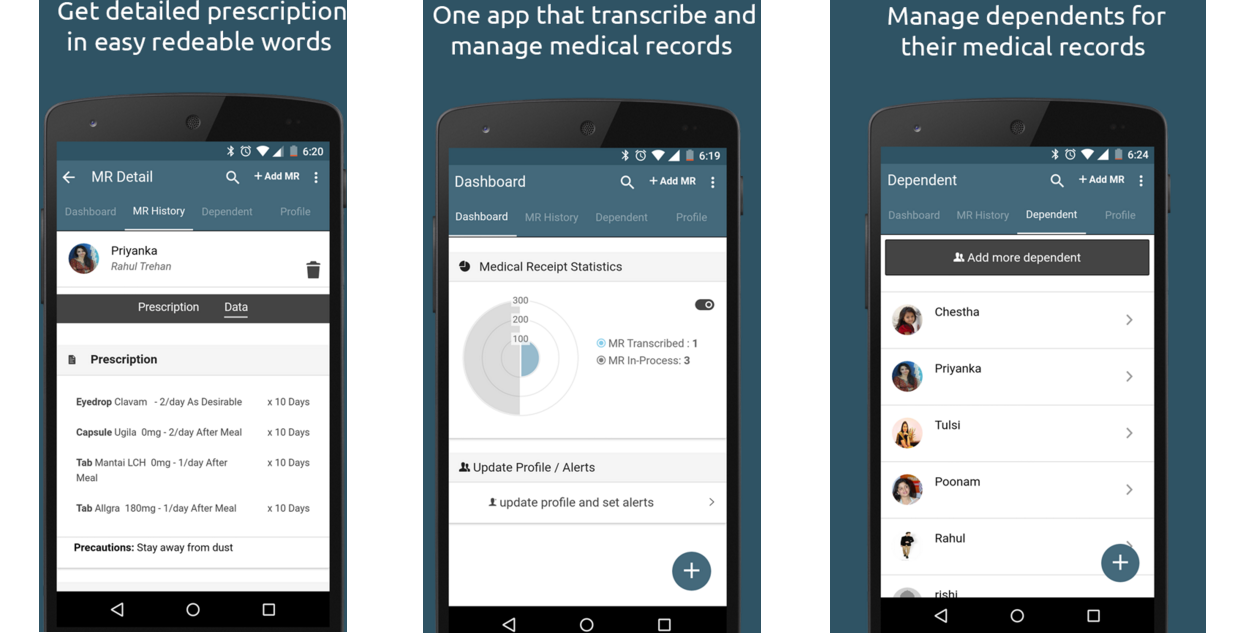 Get detailed prescription
in easy redeable words
6:20
MR Detail
+ Add MR
Dashboard MR History Dependent Profile
Priyanka
Rahul Trehan
Prescription Data
Prescription
Eyedrop Clavam - 2/day As Desirable x 10 Days
Capsule Ugila 0mg - 2/day After Meal x 10 Days
Tab Mantai LCH 0mg - 1/day After x 10 Days
Meal
Tab Allgra 180mg - 1/day After Meal x 10 Days
Precautions: Stay away from dust
One app that transcribe and
manage medical records
6:19
Dashboard
+ Add MR
Dashboard MR History Dependent Profile
Medical Receipt Statistics
300
200
100
MR Transcribed : 1
MR In-Process: 3
Update Profile / Alerts
update profile and set alerts
+
Manage dependents for
their medical records
6:24
Dependent
+ Add MR
Dashboard MR History Dependent Profile
Add more dependent
Chestha
Priyanka
Tulsi
Poonam
Rahul
+
rishi